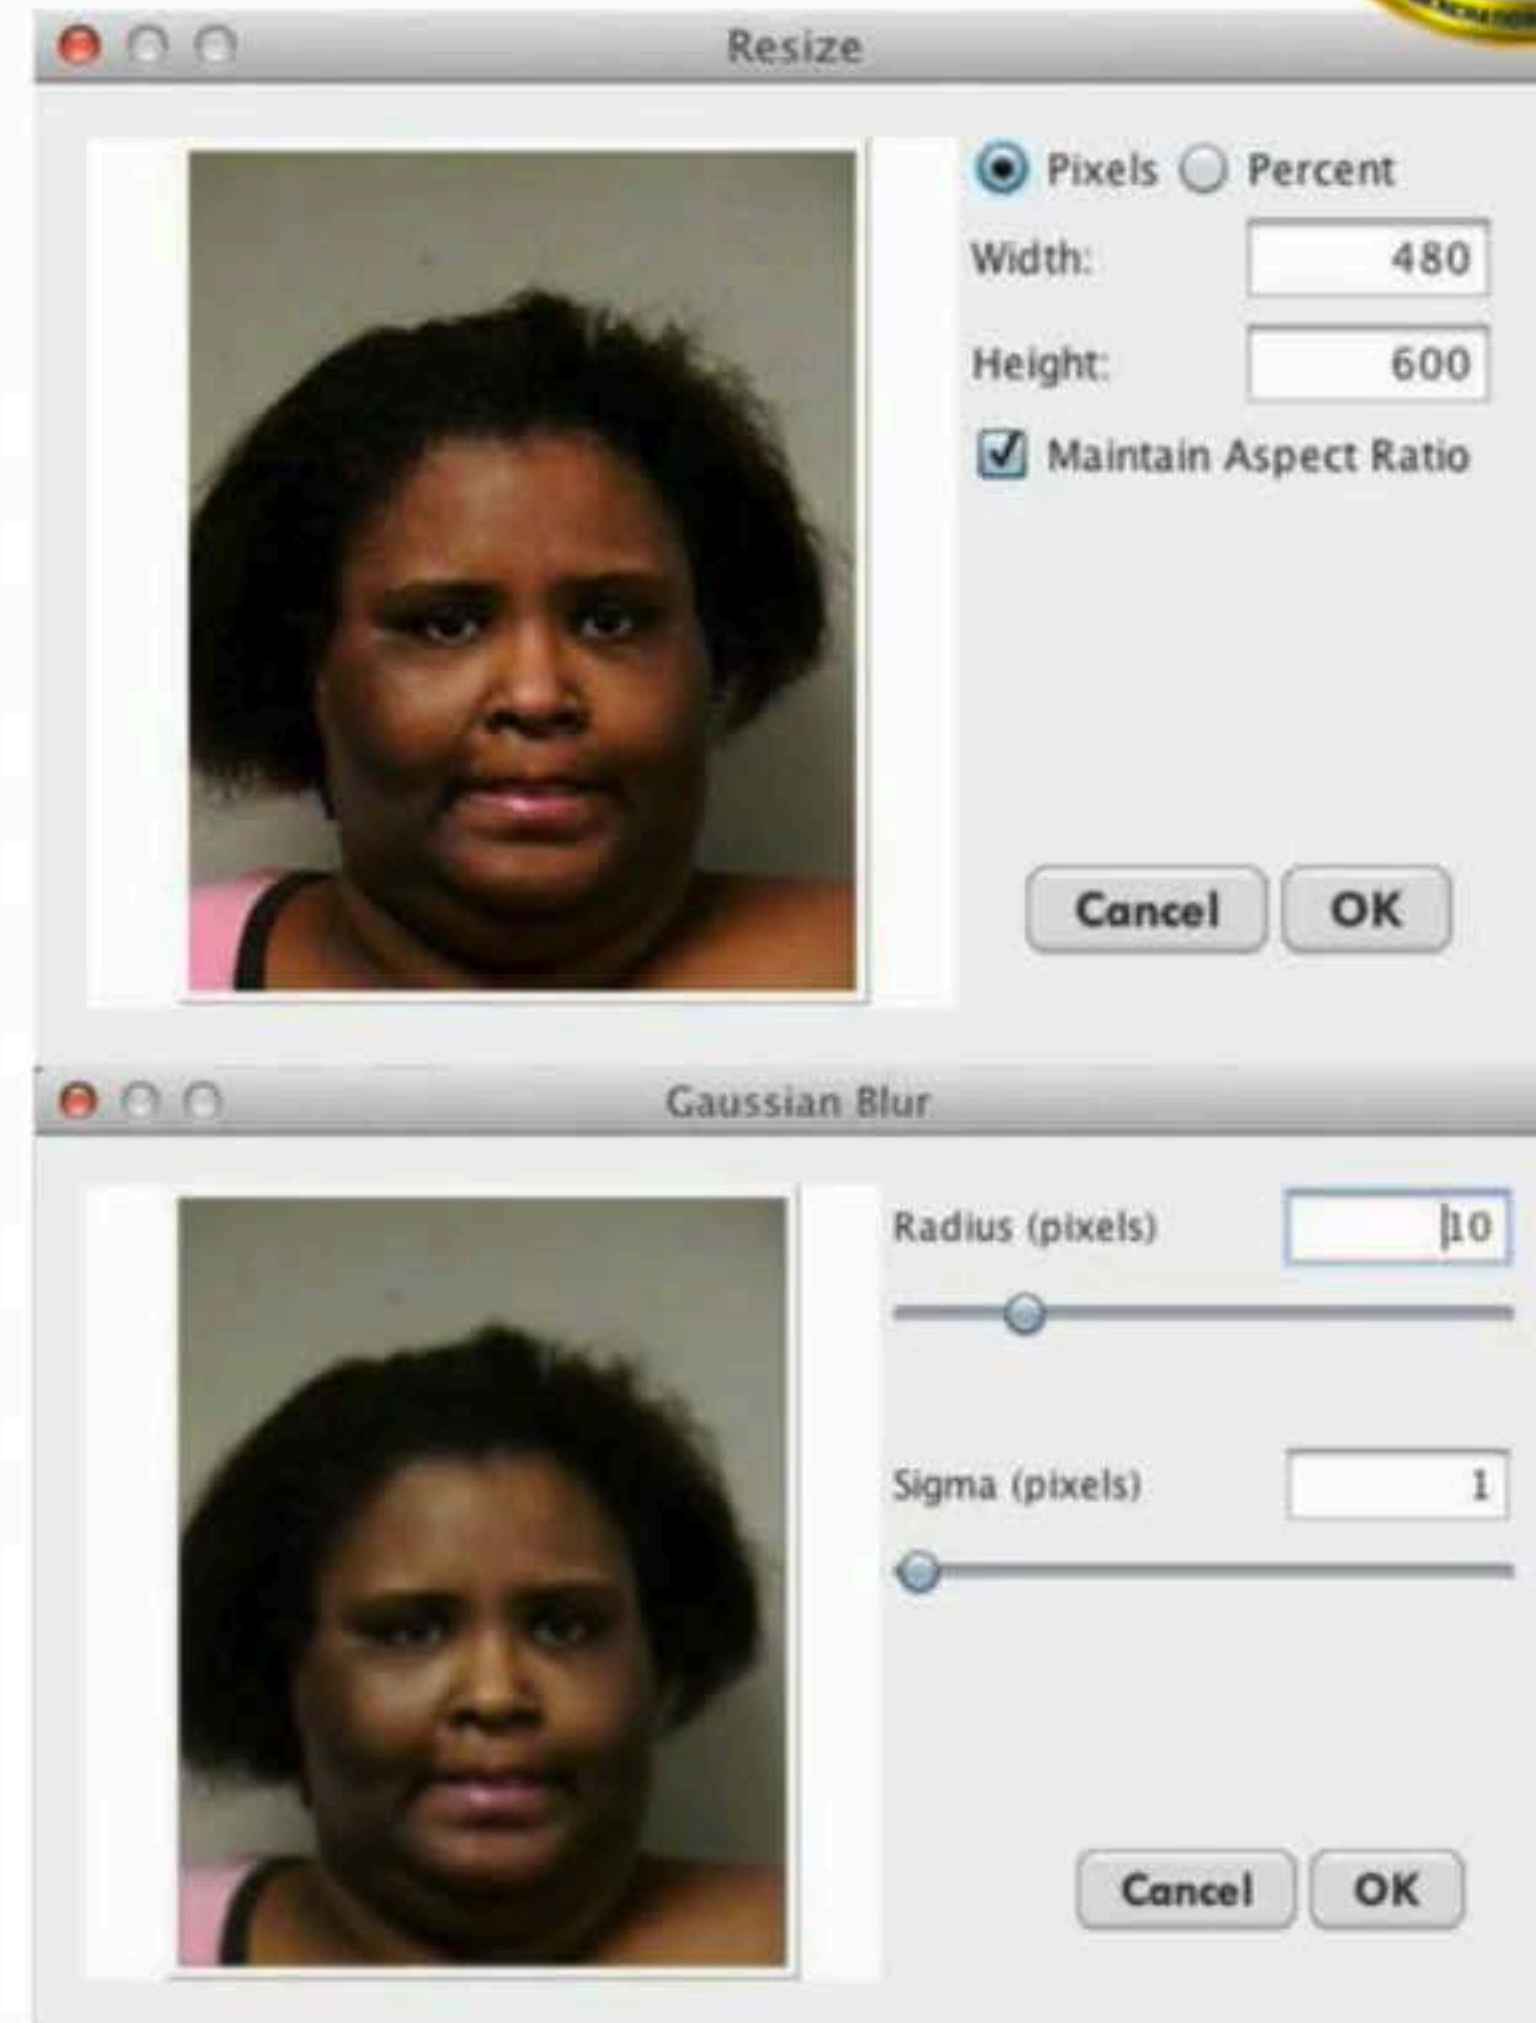 Resize
Pixels Percent
Width: 480
Height: 600
Maintain Aspect Ratio
Cancel OK
Gaussian Blur
Radius (pixels) 10
Sigma (pixels) 1
Cancel OK